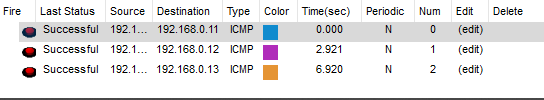 Fire Last Status Source Destination Type Color Time(sec) Periodic Num Edit Delete
Successful 192.1... 192.168.0.11 ICMP 0.000 N 0 (edit)
Successful 192.1... 192.168.0.12 ICMP 2.921 N 1 (edit)
Successful 192.1... 192.168.0.13 ICMP 6.920 N 2 (edit)